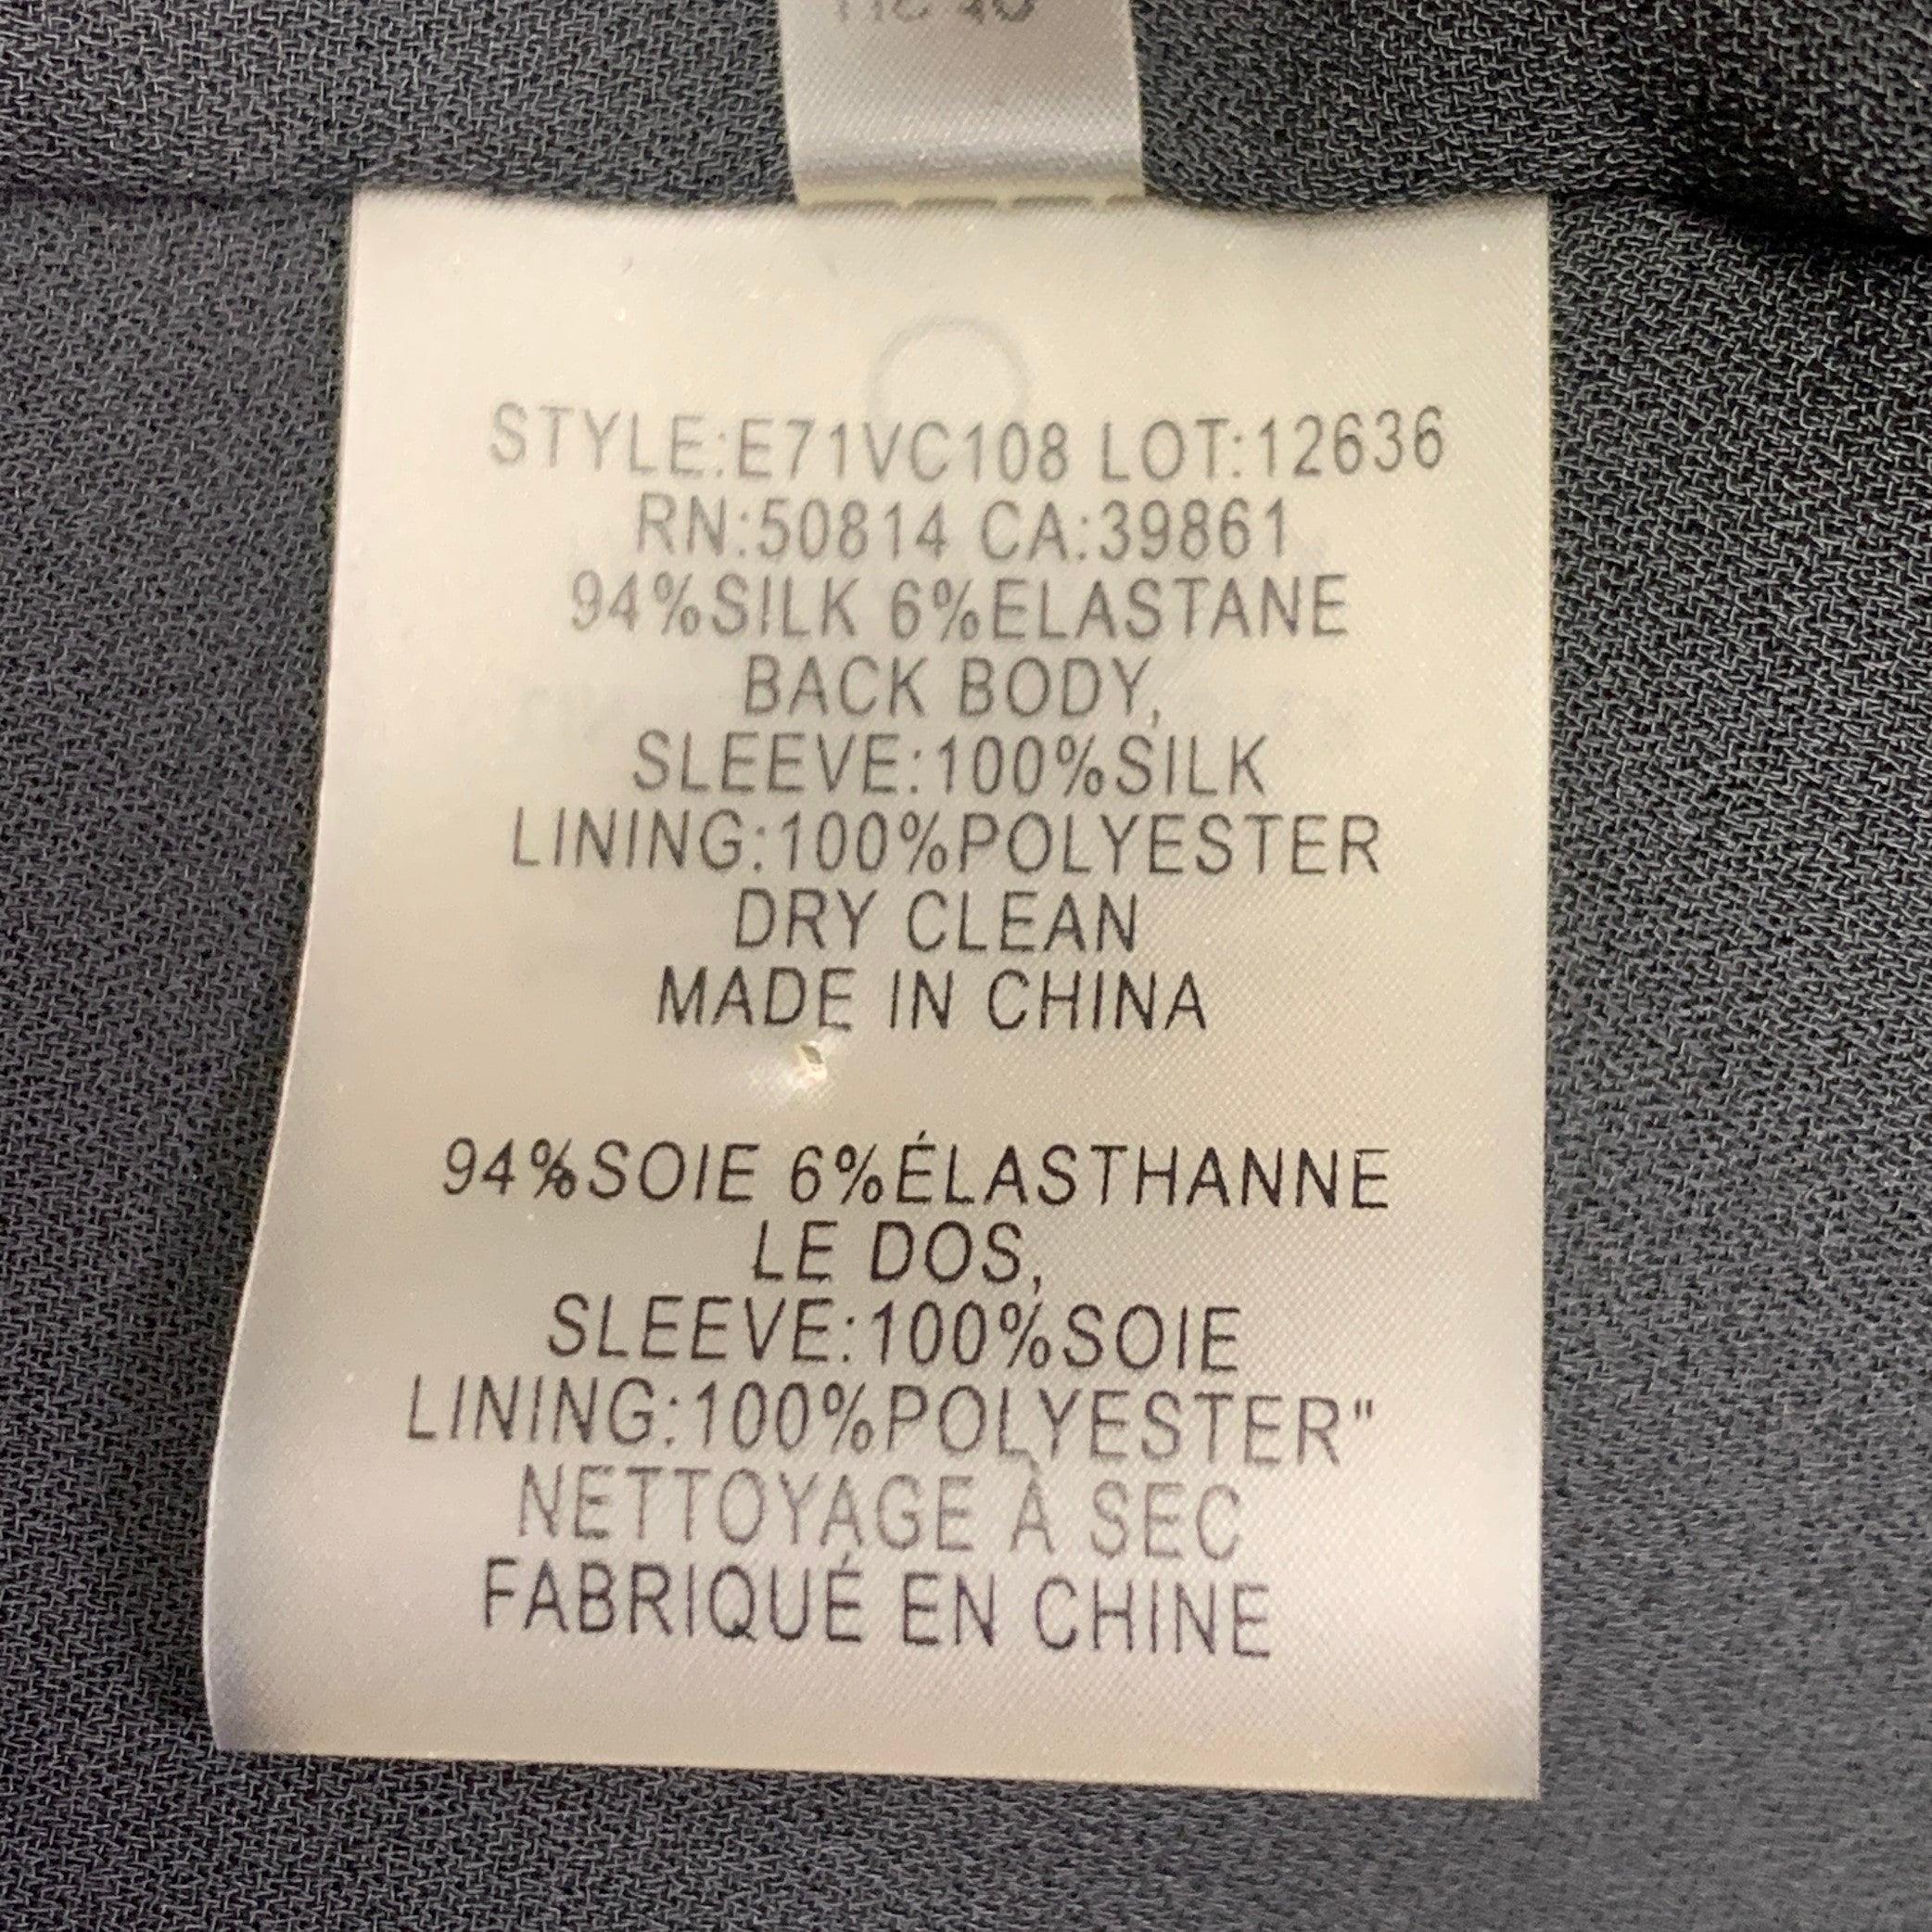 STYLE:E71VC108 LOT:12636
RN:50814 CA:39861
94%SILK 6%ELASTANE
BACK BODY,
SLEEVE:100%SILK
LINING:100%POLYESTER
DRY CLEAN
MADE IN CHINA
94%SOIE 6%ÉLASTHANNE
LE DOS,
SLEEVE:100%SOIE
LINING:100%POLYESTER"
NETTOYAGE À SEC
FABRIQUÉ EN CHINE